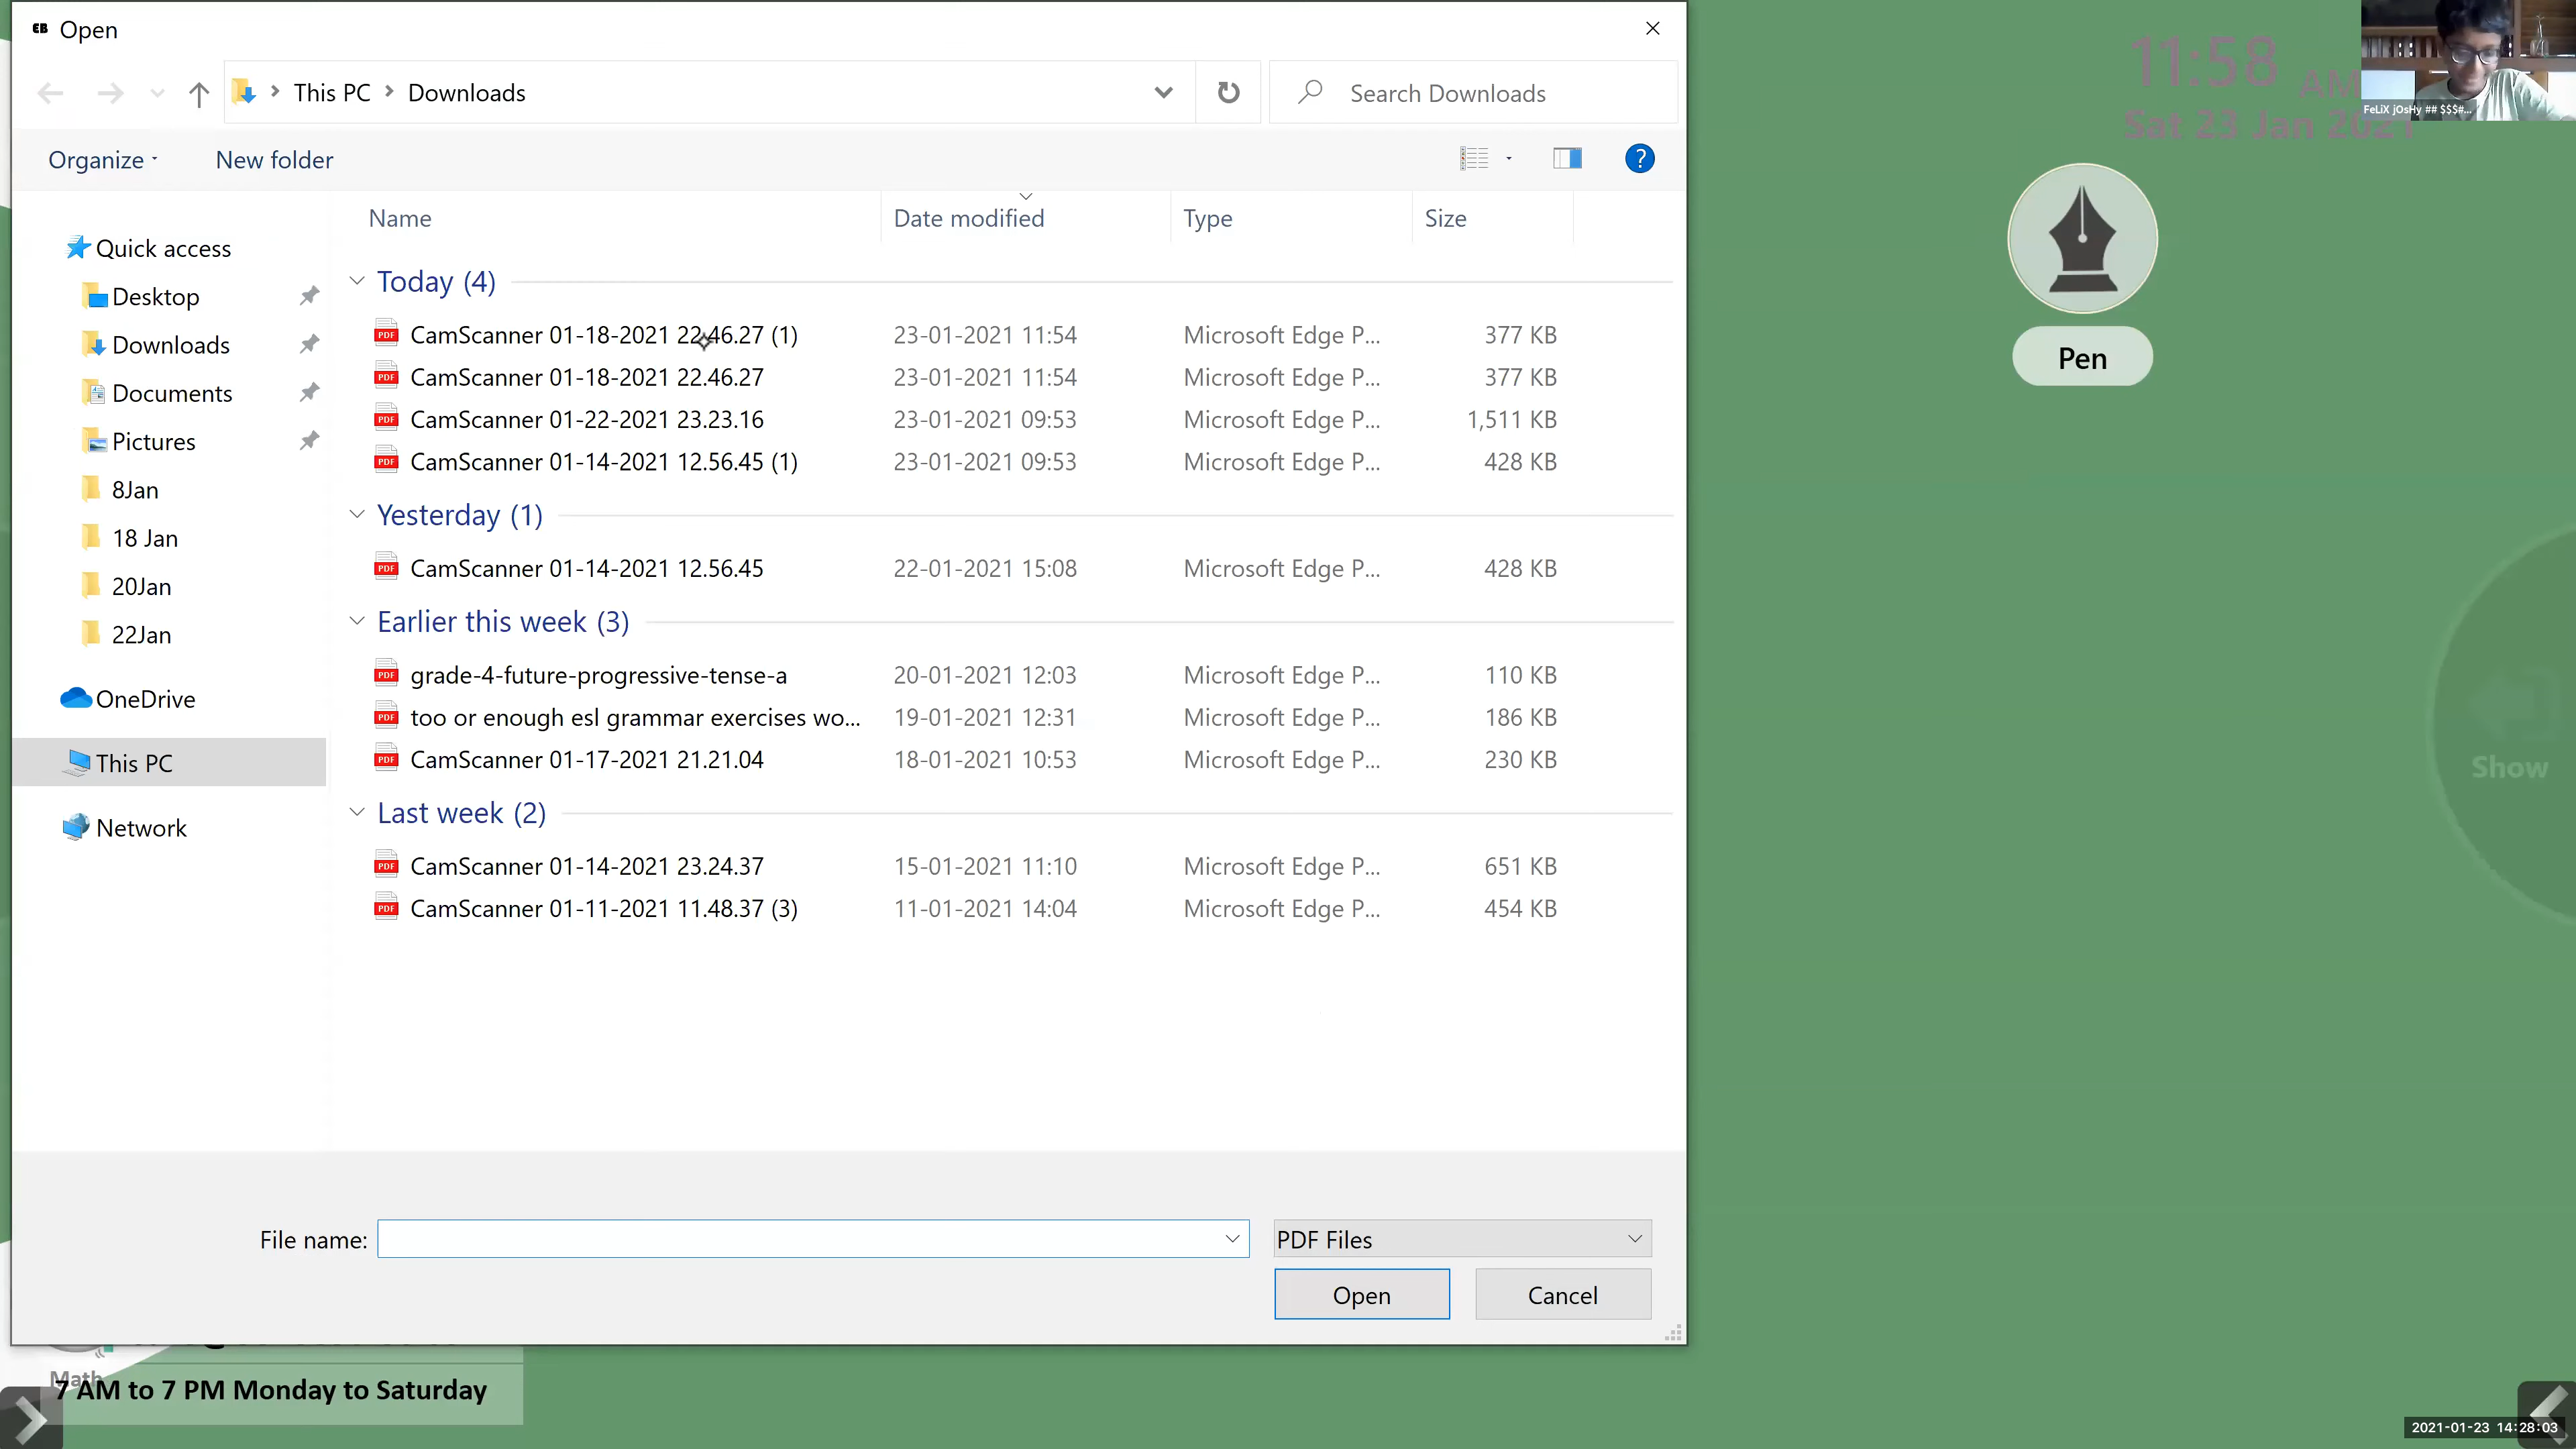 Open
This PC > Downloads
Search Downloads
Organize
New folder
Name
Date modified
Type
Size
Quick access
Desktop
Downloads
Documents
Pictures
8Jan
18 Jan
20Jan
22Jan
OneDrive
This PC
Network
Today (4)
CamScanner 01-18-2021 22.46.27 (1) 23-01-2021 11:54 Microsoft Edge P... 377 KB
CamScanner 01-18-2021 22.46.27 23-01-2021 11:54 Microsoft Edge P... 377 KB
CamScanner 01-22-2021 23.23.16 23-01-2021 09:53 Microsoft Edge P... 1,511 KB
CamScanner 01-14-2021 12.56.45 (1) 23-01-2021 09:53 Microsoft Edge P... 428 KB
Yesterday (1)
CamScanner 01-14-2021 12.56.45 22-01-2021 15:08 Microsoft Edge P... 428 KB
Earlier this week (3)
grade-4-future-progressive-tense-a 20-01-2021 12:03 Microsoft Edge P... 110 KB
too or enough esl grammar exercises wo... 19-01-2021 12:31 Microsoft Edge P... 186 KB
CamScanner 01-17-2021 21.21.04 18-01-2021 10:53 Microsoft Edge P... 230 KB
Last week (2)
CamScanner 01-14-2021 23.24.37 15-01-2021 11:10 Microsoft Edge P... 651 KB
CamScanner 01-11-2021 11.48.37 (3) 11-01-2021 14:04 Microsoft Edge P... 454 KB
File name:
PDF Files
Open
Cancel
11:58 AM
Sat 23 Jan 2021
FeLiX jOsHy ## $$$#...
Pen
Show
Math
7 AM to 7 PM Monday to Saturday
2021-01-23 14:28:03